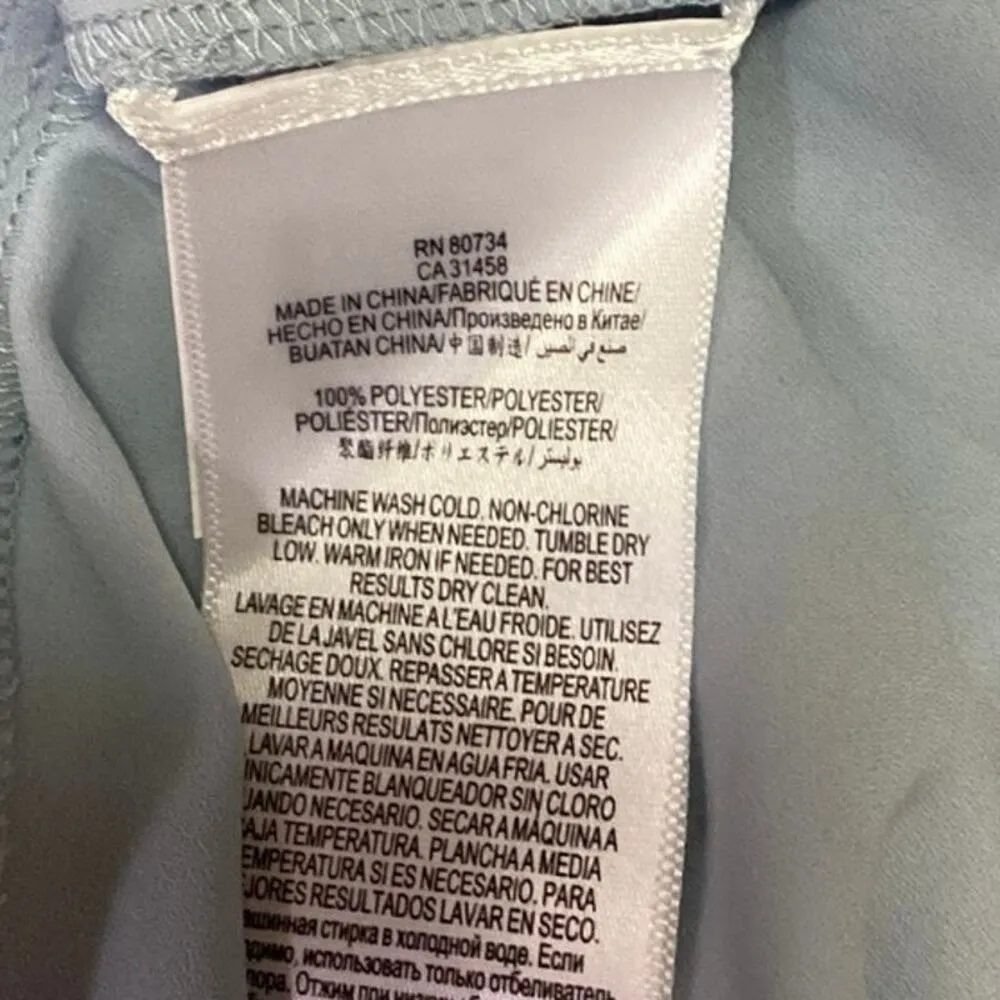 RN 80734
CA 31458
MADE IN CHINA/FABRIQUÉ EN CHINE/
HECHO EN CHINA/Произведено в Китае/
BUATAN CHINA/中国制造/صنع في الصين
100% POLYESTER/POLYESTER/
POLIÉSTER/Полиэстер/POLIESTER/
聚酯纤维/ポリエステル/بوليستر
MACHINE WASH COLD. NON-CHLORINE
BLEACH ONLY WHEN NEEDED. TUMBLE DRY
LOW. WARM IRON IF NEEDED. FOR BEST
RESULTS DRY CLEAN.
LAVAGE EN MACHINE A L'EAU FROIDE. UTILISEZ
DE LA JAVEL SANS CHLORE SI BESOIN.
SECHAGE DOUX. REPASSER A TEMPERATURE
MOYENNE SI NECESSAIRE. POUR DE
MEILLEURS RESULATS NETTOYER A SEC.
LAVAR A MAQUINA EN AGUA FRIA. USAR
NICAMENTE BLANQUEADOR SIN CLORO
ANDO NECESARIO. SECAR A MAQUINA A
AJA TEMPERATURA. PLANCHA A MEDIA
EMPERATURA SI ES NECESARIO. PARA
JORES RESULTADOS LAVAR EN SECO.
шинная стирка в холодной воде. Если
димо, использовать только отбеливатель
лора. Отжим при